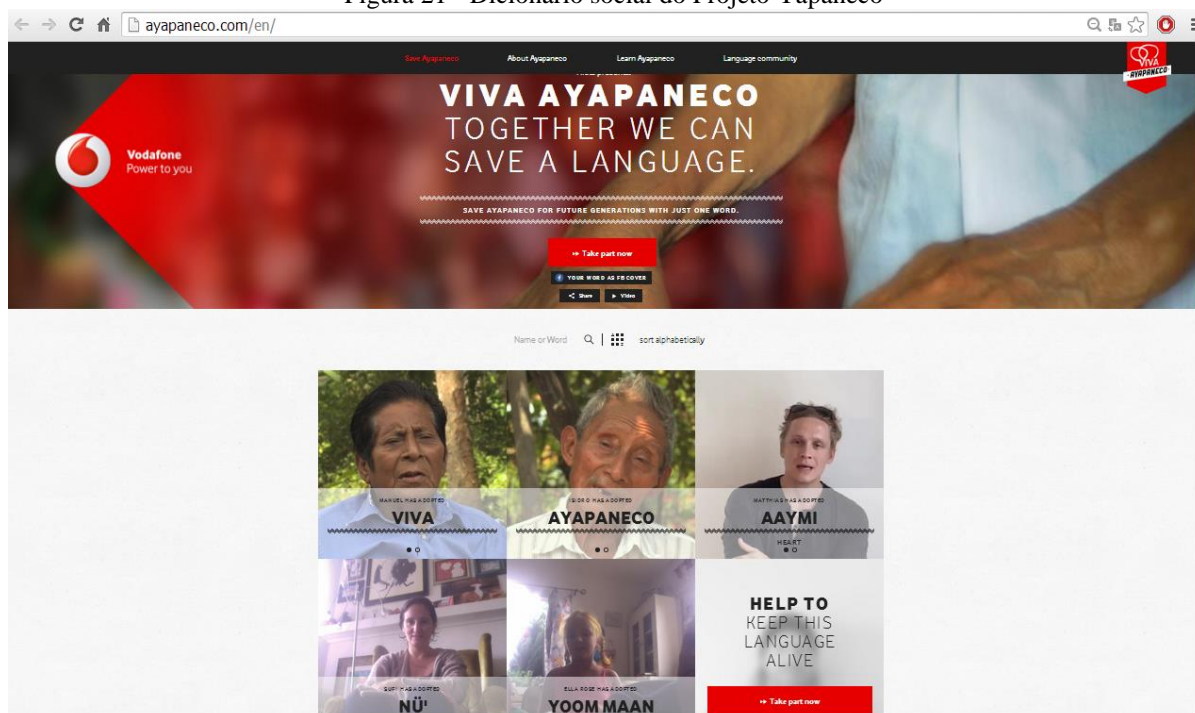 Figura 21 - Dicionário social do Projeto Yapaneco
ayapaneco.com/en/
Save Ayapaneco About Ayapaneco Learn Ayapaneco Language community
VIVA
AYAPANECO
VIVA AYAPANECO
TOGETHER WE CAN
SAVE A LANGUAGE.
Vodafone
Power to you
SAVE AYAPANECO FOR FUTURE GENERATIONS WITH JUST ONE WORD.
Take part now
YOUR WORD AS FB COVER
Share Video
Name or Word sort alphabetically
MANUEL HAS ADOPTED
VIVA
ISIDRO HAS ADOPTED
AYAPANECO
MATTHIAS HAS ADOPTED
AAYMI
HEART
HAS ADOPTED
NÜ'
ELLA ROSE HAS ADOPTED
YOOM MAAN
HELP TO
KEEP THIS
LANGUAGE
ALIVE
Take part now